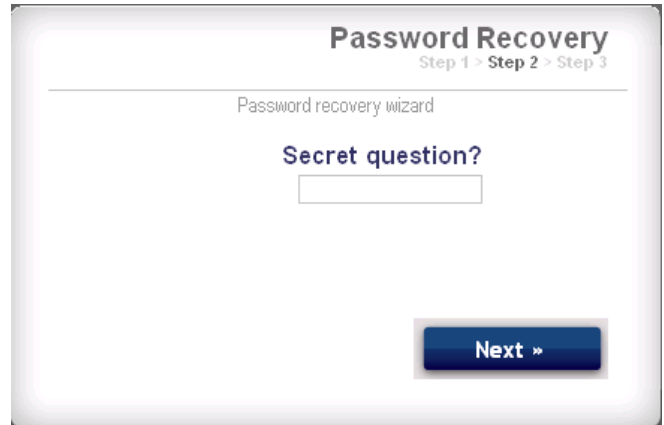 Password Recovery
Step 1 > Step 2 > Step 3
Password recovery wizard
Secret question?
Next »